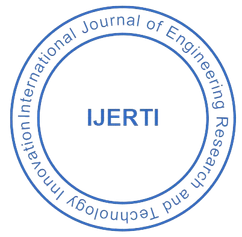 International Journal of Engineering Research and Technology Innovation
IJERTI